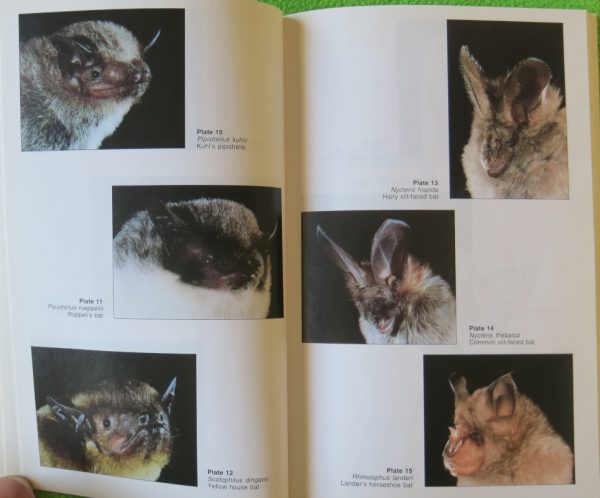 Plate 10
Pipistrellus kuhlii
Kuhl's pipistrelle
Plate 11
Pipistrellus rueppellii
Rüppell's bat
Plate 12
Scotophilus dinganii
Yellow house bat
Plate 13
Nycteris hispida
Hairy slit-faced bat
Plate 14
Nycteris thebaica
Common slit-faced bat
Plate 15
Rhinolophus landeri
Lander's horseshoe bat